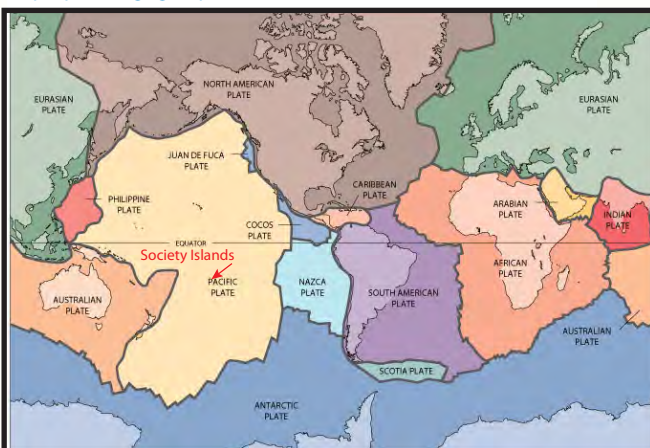 EURASIAN
PLATE
NORTH AMERICAN
PLATE
EURASIAN
PLATE
JUAN DE FUCA
PLATE
CARIBBEAN
PLATE
PHILIPPINE
PLATE
ARABIAN
PLATE
INDIAN
PLATE
COCOS
PLATE
EQUATOR
Society Islands
PACIFIC
PLATE
NAZCA
PLATE
SOUTH AMERICAN
PLATE
AFRICAN
PLATE
AUSTRALIAN
PLATE
AUSTRALIAN
PLATE
SCOTIA PLATE
ANTARCTIC
PLATE